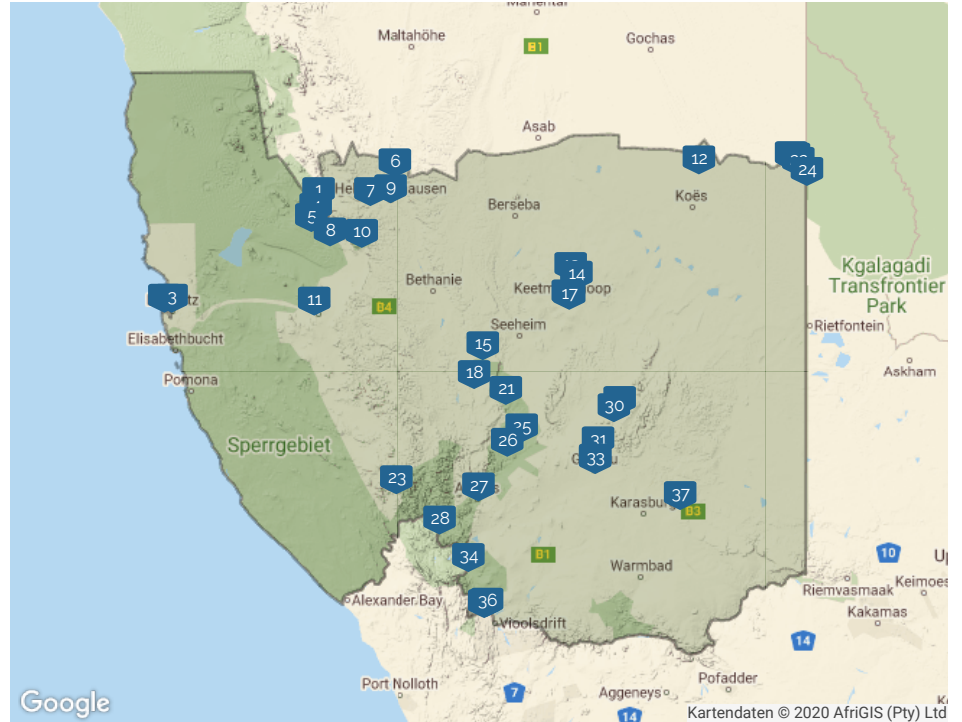 Maltahöhe
B1
Gochas
Asab
6
12
24
1
7
9
Koës
Berseba
5
8
10
14
Kgalagadi
Transfrontier
Park
Bethanie
17
3
11
B4
Elisabethbucht
Seeheim
Rietfontein
15
Askham
Pomona
18
21
30
25
Sperrgebiet
26
31
33
23
27
37
Karasburg
B3
28
34
B1
10
Warmbad
Riemvasmaak
Keimoes
Alexander Bay
36
Kakamas
Vioolsdrift
14
Port Nolloth
Pofadder
7
Aggeneys
14
Google
Kartendaten © 2020 AfriGIS (Pty) Ltd